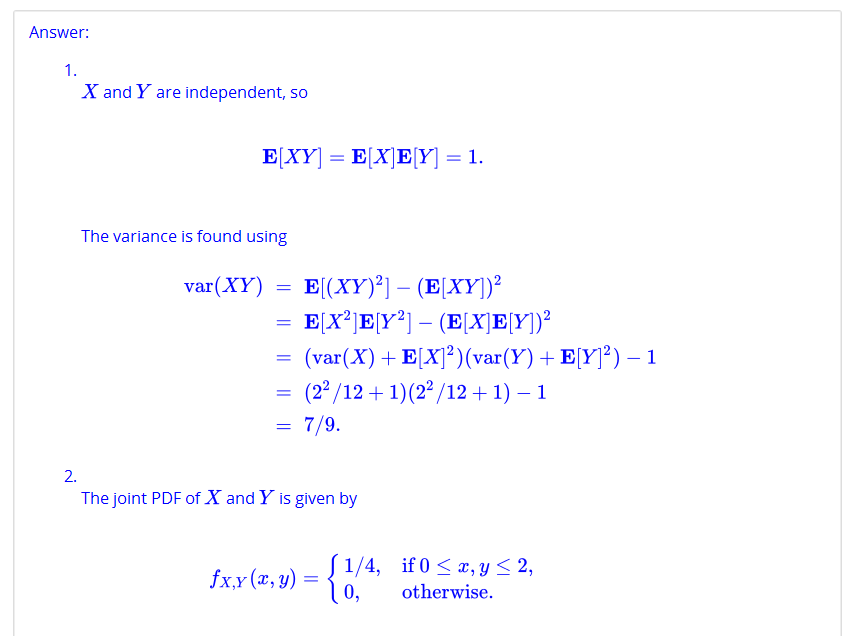 Answer:
1.
X and Y are independent, so
E[XY] = E[X]E[Y] = 1.
The variance is found using
var(XY) = E[(XY)²] − (E[XY])²
= E[X²]E[Y²] − (E[X]E[Y])²
= (var(X) + E[X]²)(var(Y) + E[Y]²) − 1
= (2²/12 + 1)(2²/12 + 1) − 1
= 7/9.
2.
The joint PDF of X and Y is given by
f_{X,Y}(x, y) = { 1/4, if 0 ≤ x, y ≤ 2,
0, otherwise.